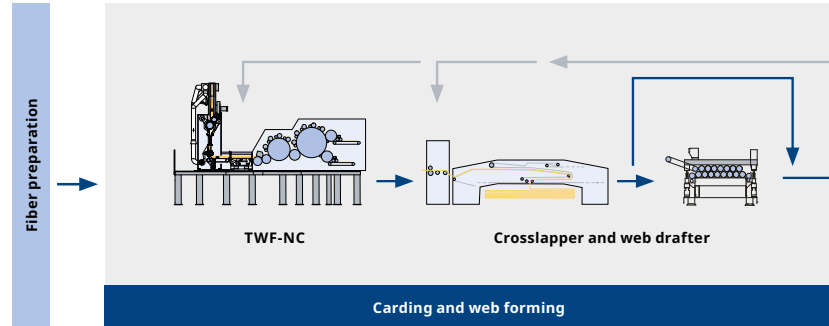 Fiber preparation
TWF-NC
Crosslapper and web drafter
Carding and web forming